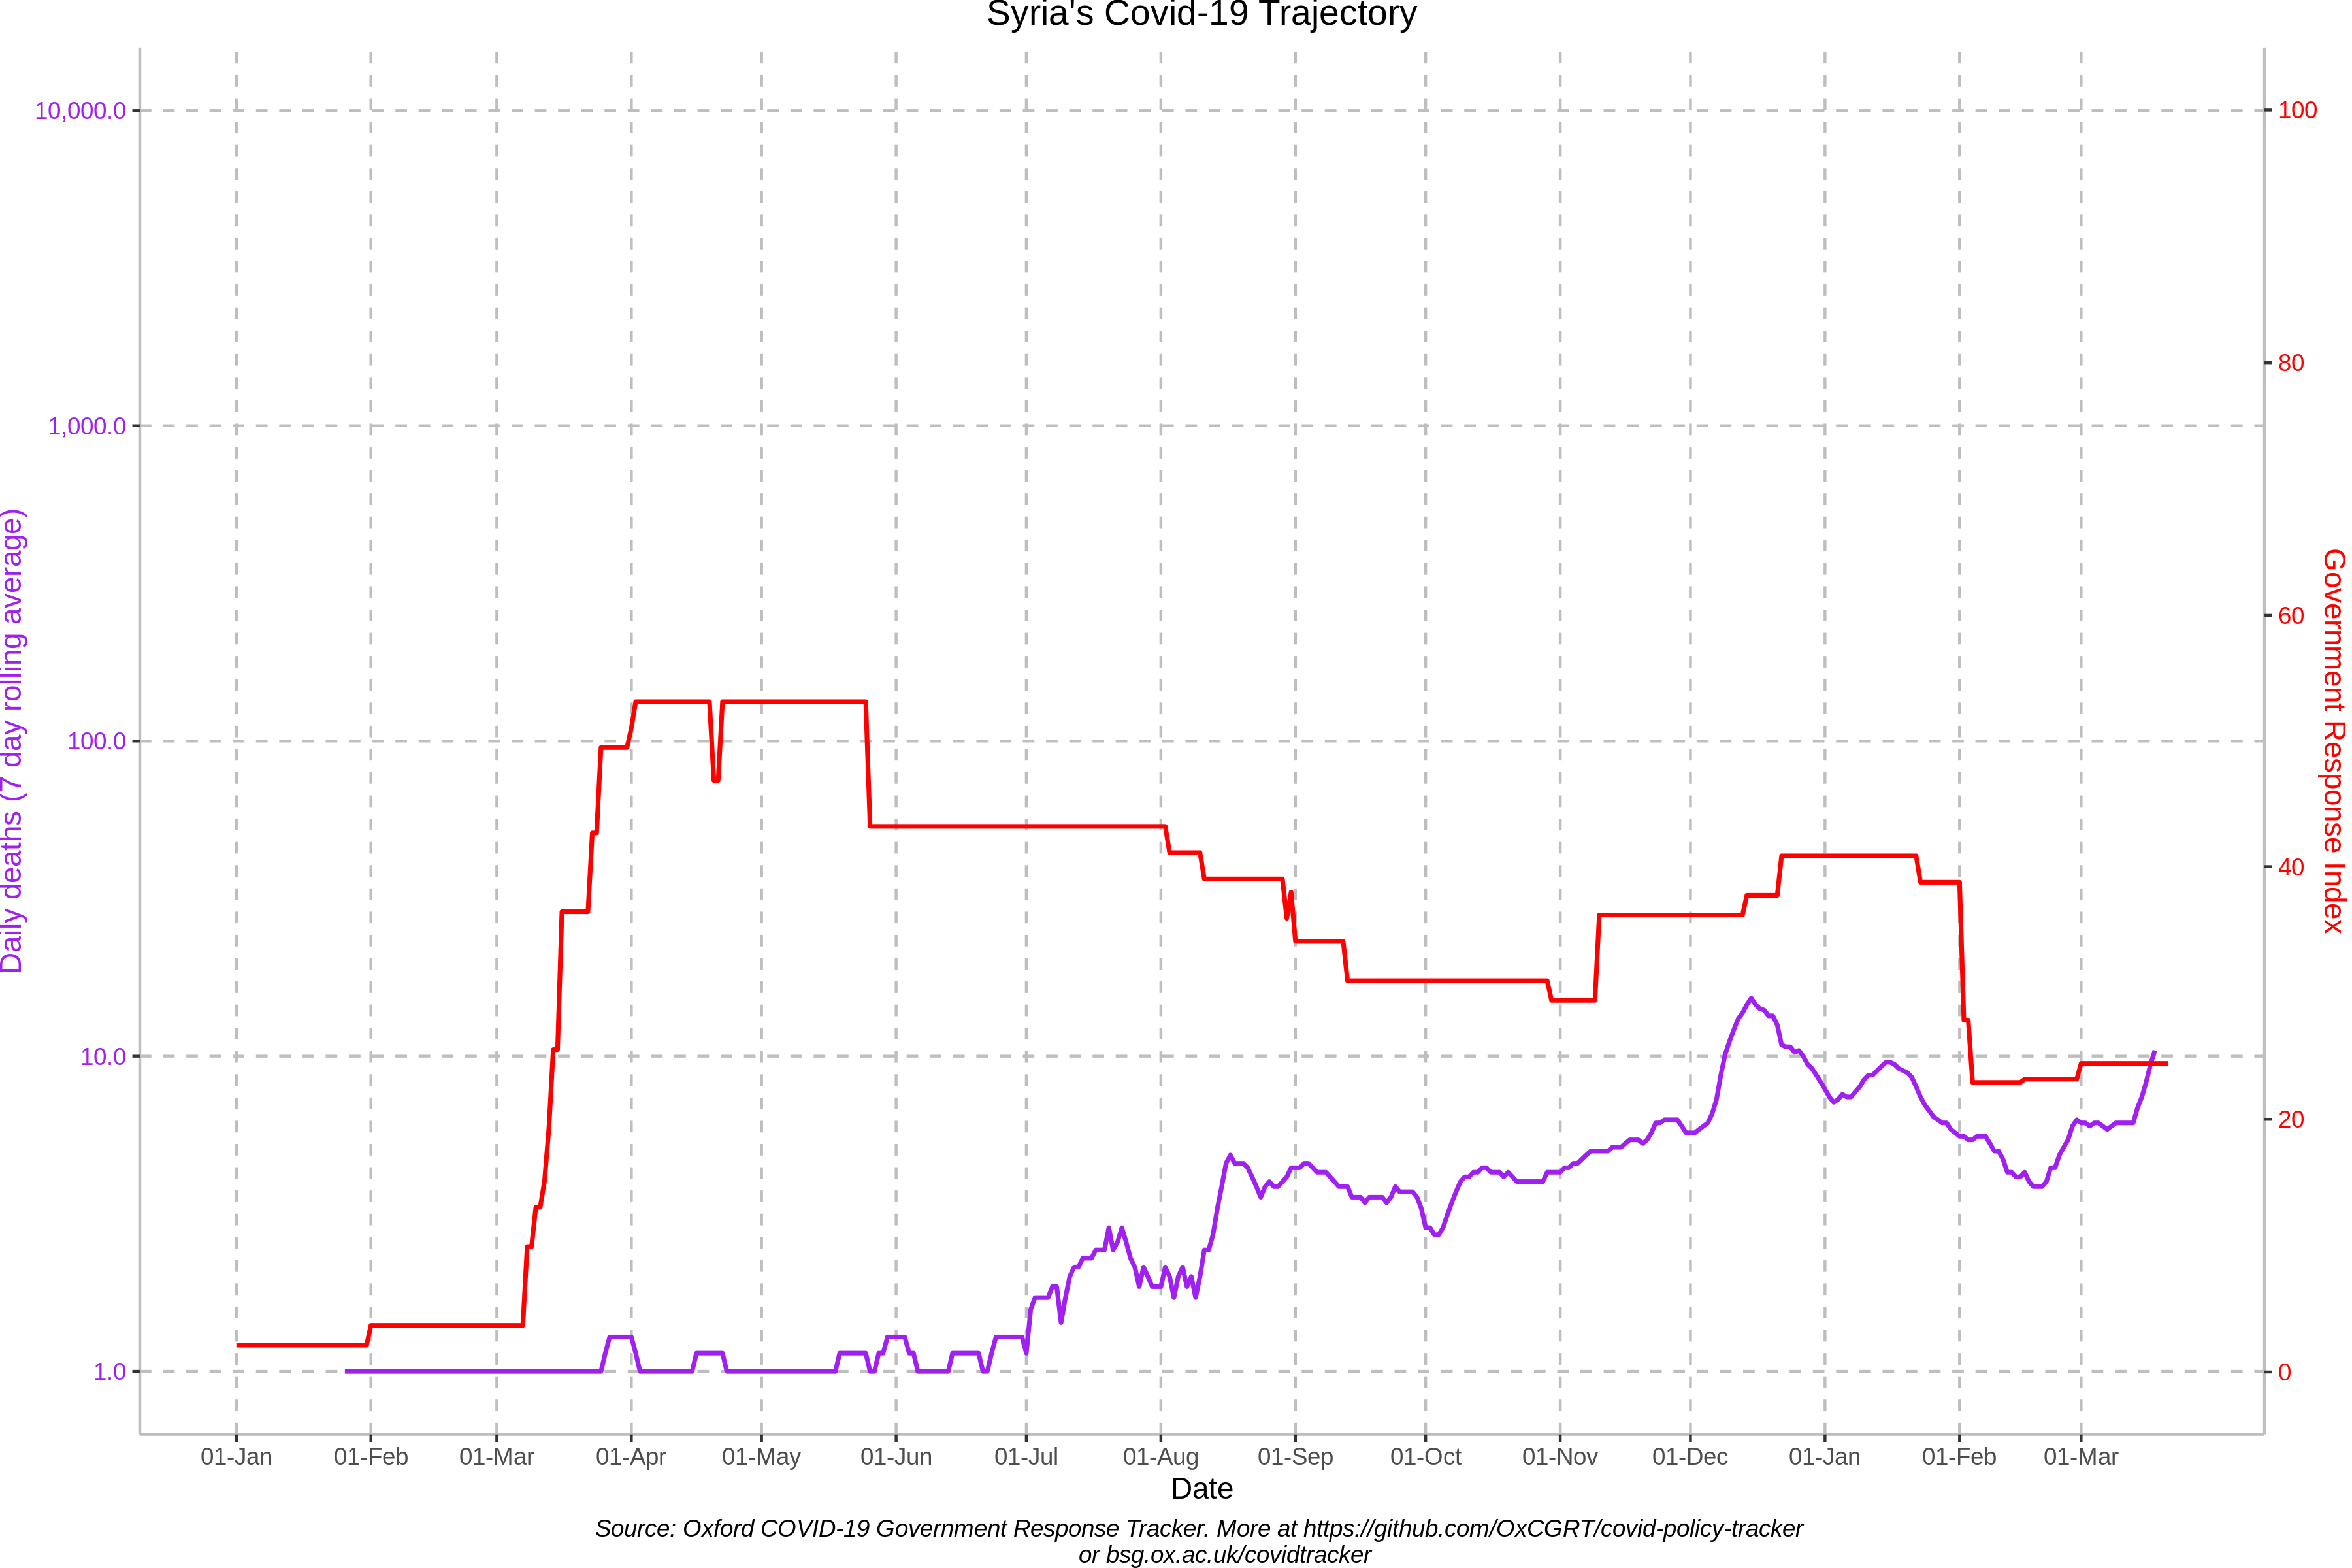 Syria's Covid-19 Trajectory
10,000.0
1,000.0
100.0
10.0
1.0
Daily deaths (7 day rolling average)
100
80
60
40
20
0
Government Response Index
01-Jan 01-Feb 01-Mar 01-Apr 01-May 01-Jun 01-Jul 01-Aug 01-Sep 01-Oct 01-Nov 01-Dec 01-Jan 01-Feb 01-Mar
Date
Source: Oxford COVID-19 Government Response Tracker. More at https://github.com/OxCGRT/covid-policy-tracker
or bsg.ox.ac.uk/covidtracker